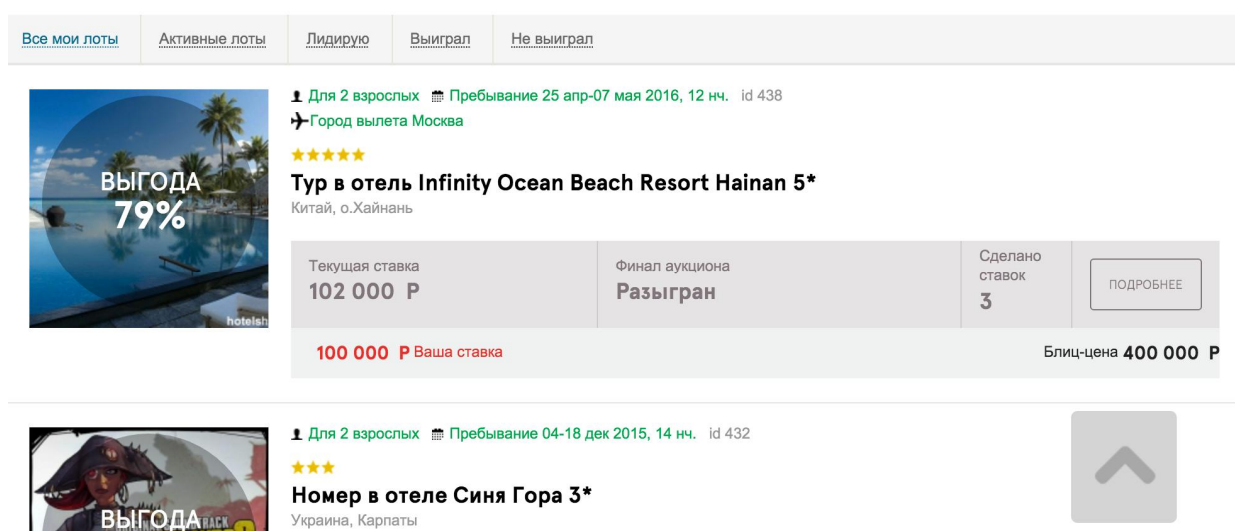 Все мои лоты Активные лоты Лидирую Выиграл Не выиграл
Для 2 взрослых Пребывание 25 апр-07 мая 2016, 12 нч. id 438
Город вылета Москва
ВЫГОДА
79%
hotelsh
Тур в отель Infinity Ocean Beach Resort Hainan 5*
Китай, о.Хайнань
Текущая ставка
102 000 Р
Финал аукциона
Разыгран
Сделано
ставок
3
ПОДРОБНЕЕ
100 000 Р Ваша ставка
Блиц-цена 400 000 Р
Для 2 взрослых Пребывание 04-18 дек 2015, 14 нч. id 432
Номер в отеле Синя Гора 3*
Украина, Карпаты
ВЫГОДА